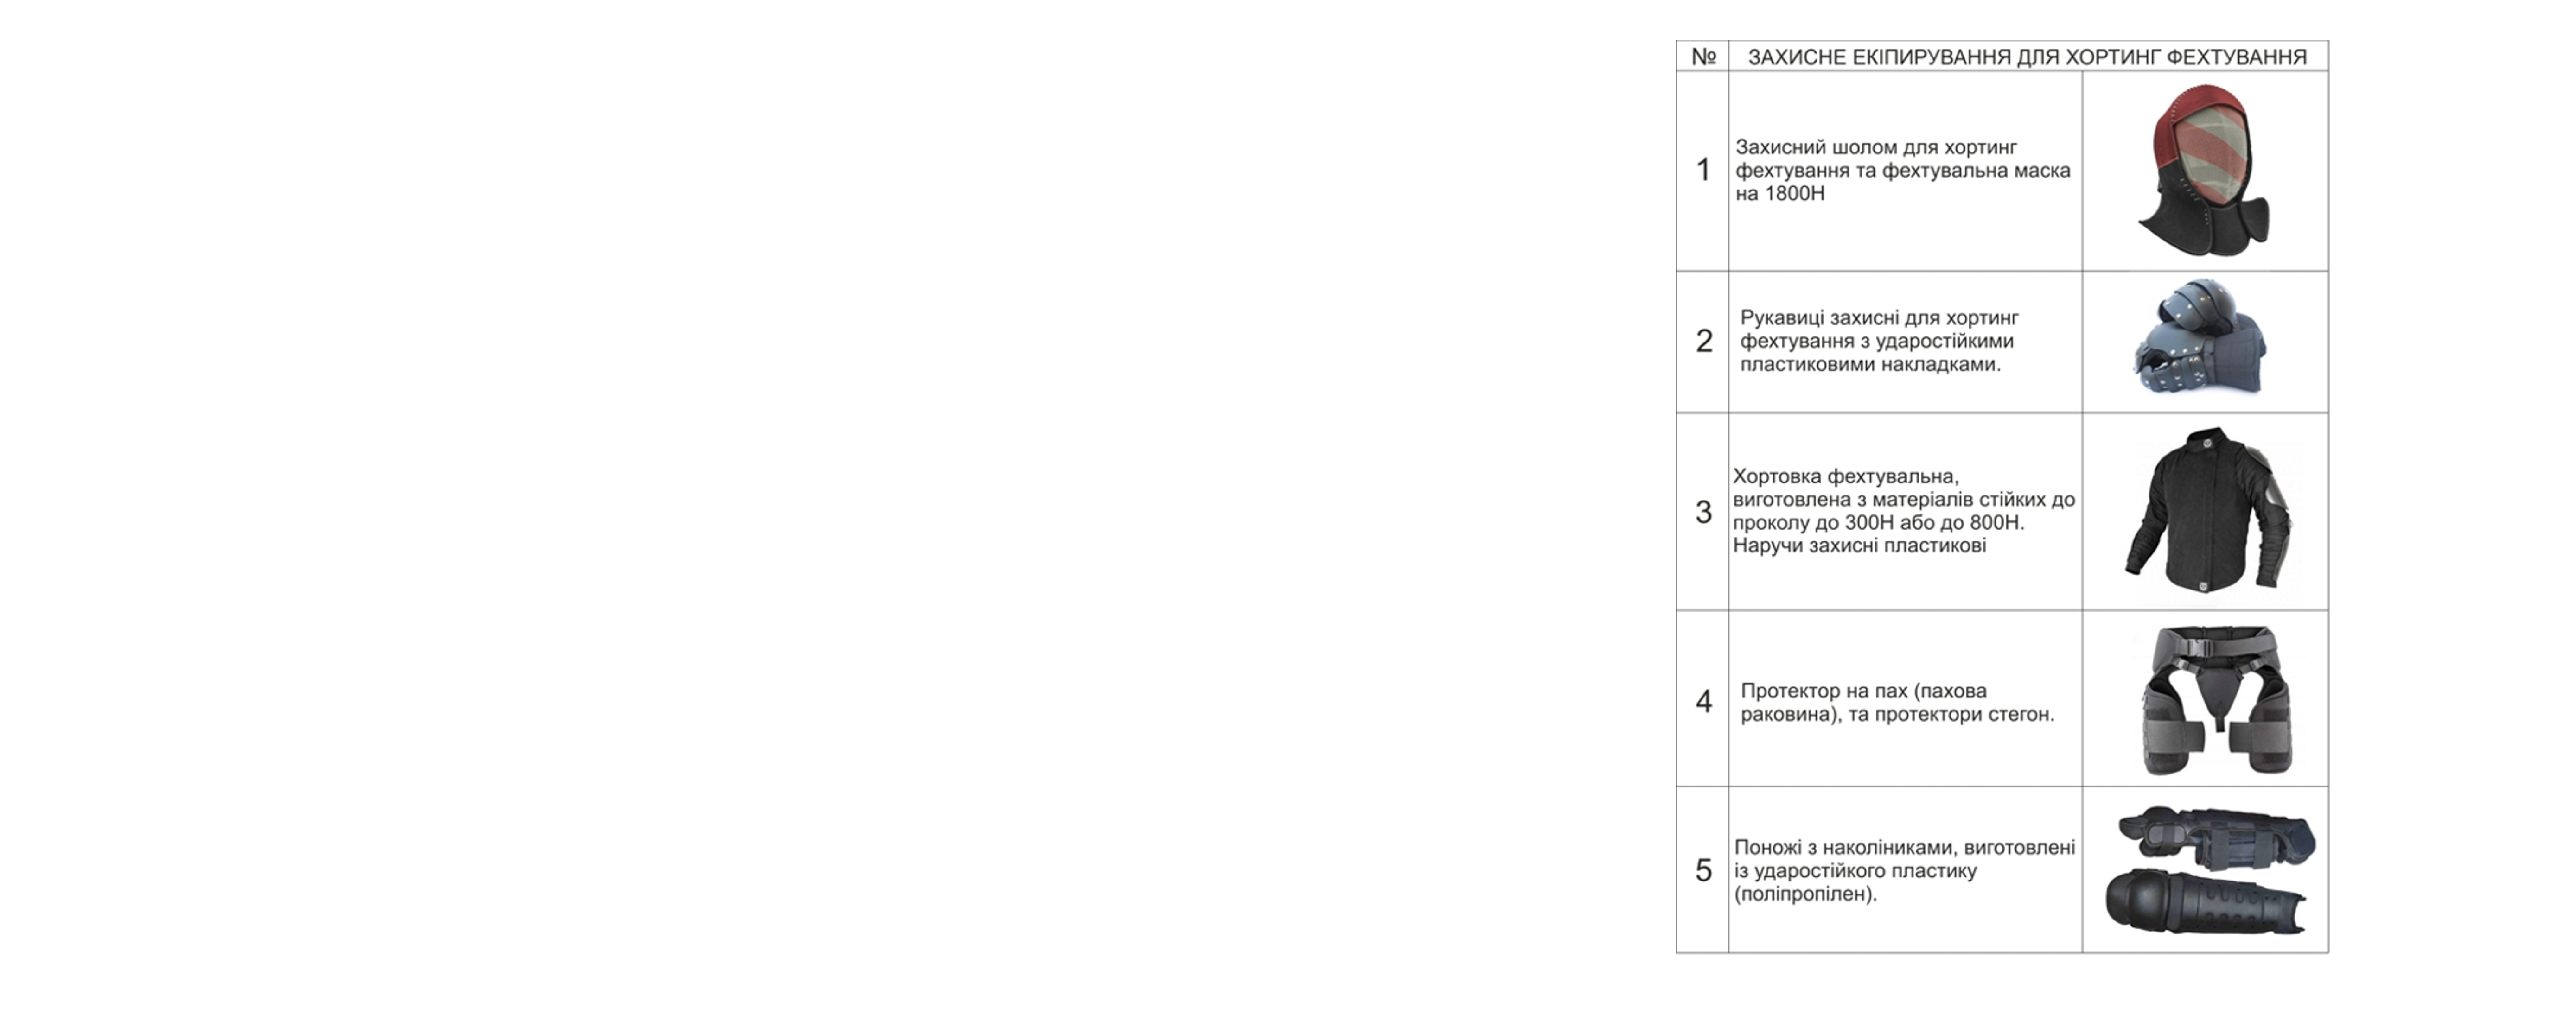 № ЗАХИСНЕ ЕКІПИРУВАННЯ ДЛЯ ХОРТИНГ ФЕХТУВАННЯ
1
Захисний шолом для хортинг
фехтування та фехтувальна маска
на 1800Н
2
Рукавиці захисні для хортинг
фехтування з ударостійкими
пластиковими накладками.
3
Хортовка фехтувальна,
виготовлена з матеріалів стійких до
проколу до 300Н або до 800Н.
Наручи захисні пластикові
4
Протектор на пах (пахова
раковина), та протектори стегон.
5
Поножі з наколіниками, виготовлені
із ударостійкого пластику
(поліпропілен).